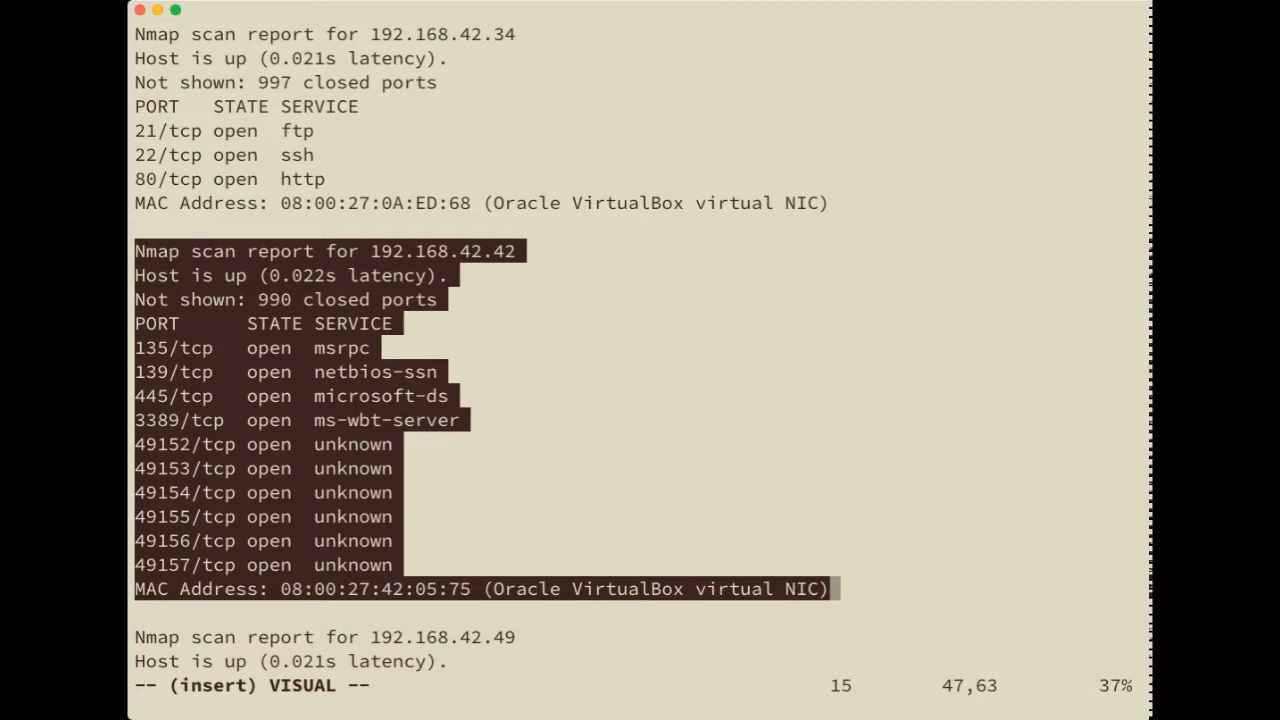 Nmap scan report for 192.168.42.34
Host is up (0.021s latency).
Not shown: 997 closed ports
PORT   STATE SERVICE
21/tcp open  ftp
22/tcp open  ssh
80/tcp open  http
MAC Address: 08:00:27:0A:ED:68 (Oracle VirtualBox virtual NIC)
Nmap scan report for 192.168.42.42
Host is up (0.022s latency).
Not shown: 990 closed ports
PORT      STATE SERVICE
135/tcp   open  msrpc
139/tcp   open  netbios-ssn
445/tcp   open  microsoft-ds
3389/tcp  open  ms-wbt-server
49152/tcp open  unknown
49153/tcp open  unknown
49154/tcp open  unknown
49155/tcp open  unknown
49156/tcp open  unknown
49157/tcp open  unknown
MAC Address: 08:00:27:42:05:75 (Oracle VirtualBox virtual NIC)
Nmap scan report for 192.168.42.49
Host is up (0.021s latency).
-- (insert) VISUAL -- 15 47,63 37%